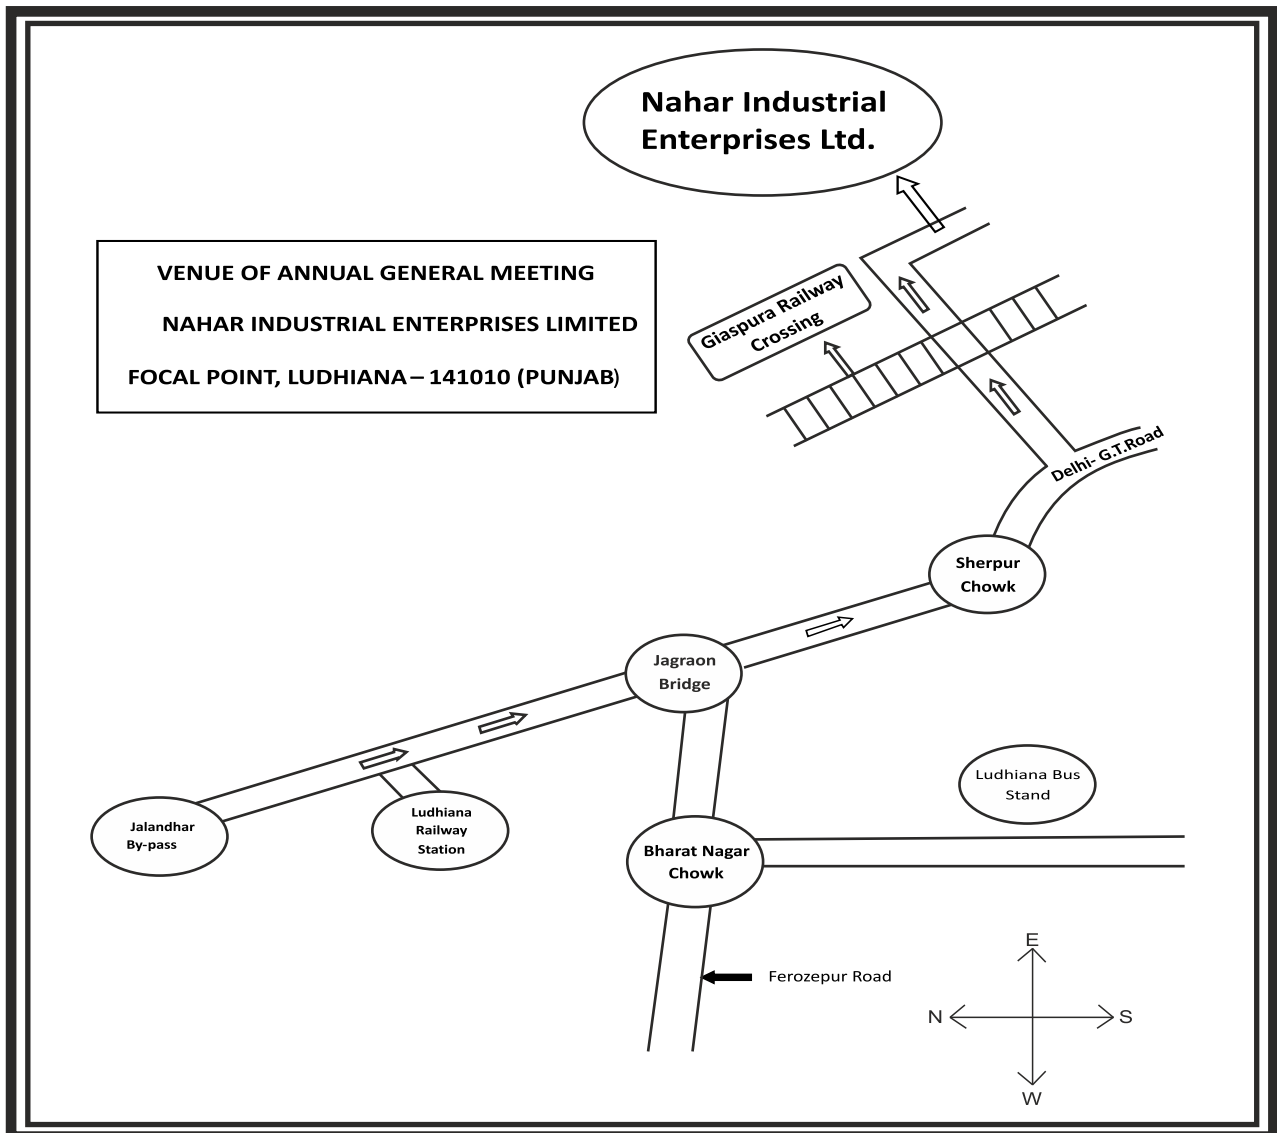 Nahar Industrial
Enterprises Ltd.
VENUE OF ANNUAL GENERAL MEETING
NAHAR INDUSTRIAL ENTERPRISES LIMITED
FOCAL POINT, LUDHIANA – 141010 (PUNJAB)
Giaspura Railway
Crossing
Delhi- G.T.Road
Sherpur
Chowk
Jagraon
Bridge
Ludhiana Bus
Stand
Jalandhar
By-pass
Ludhiana
Railway
Station
Bharat Nagar
Chowk
Ferozepur Road
E
N
S
W